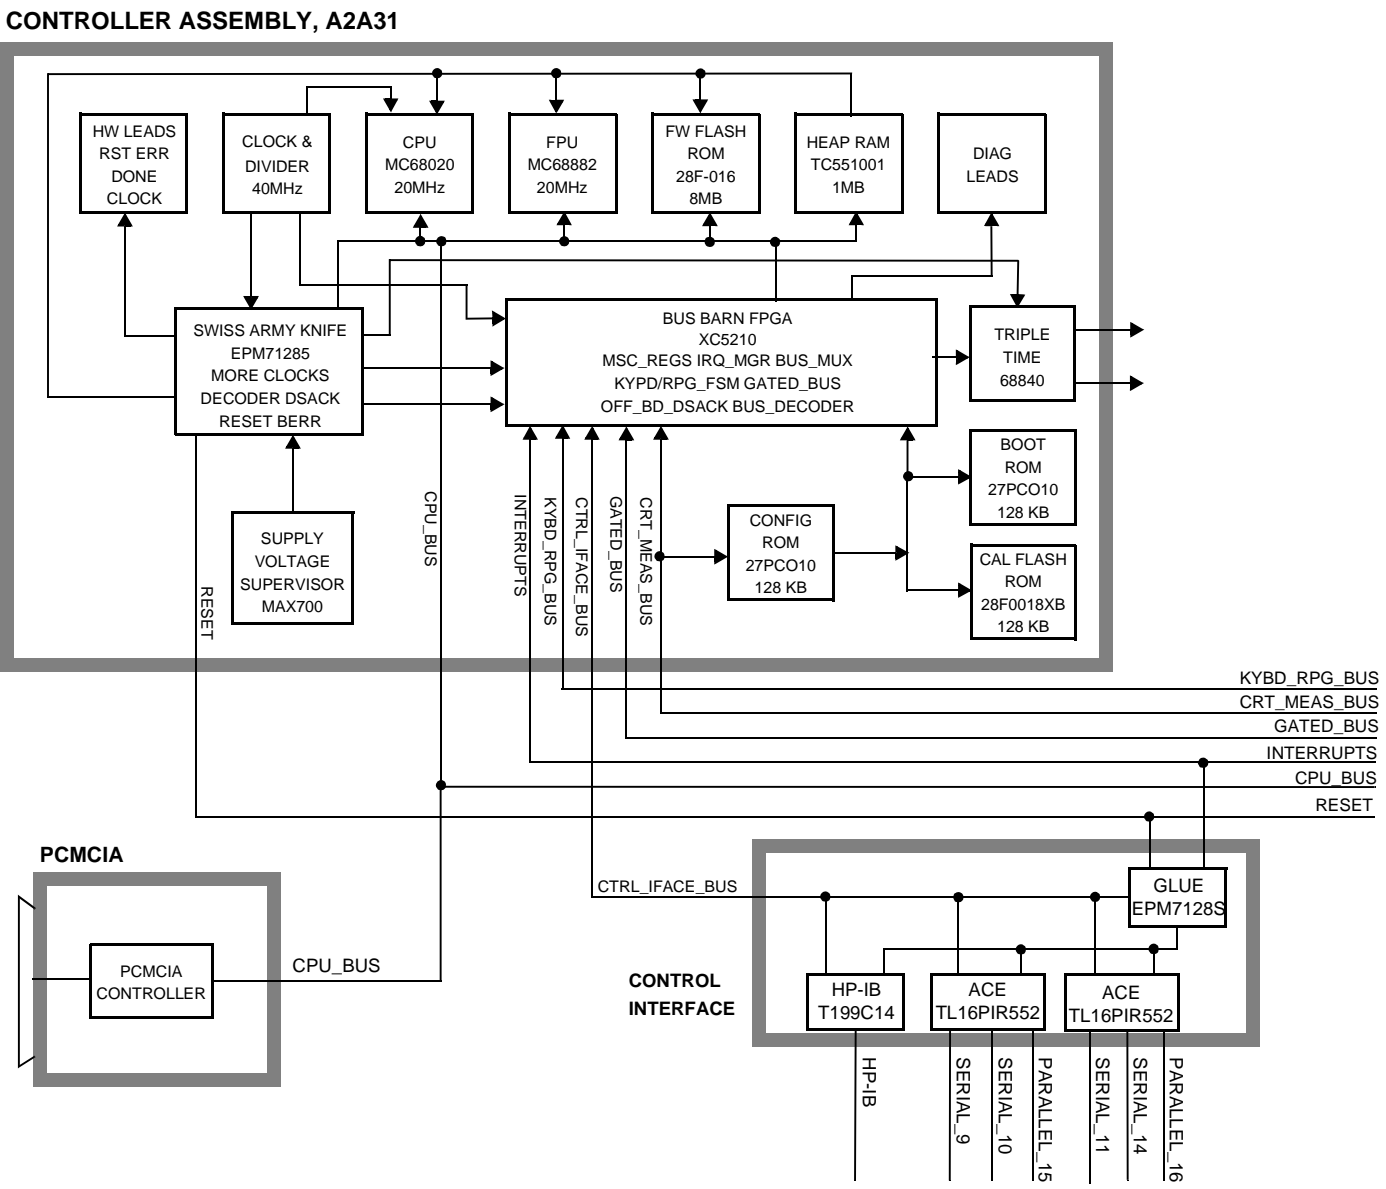 CONTROLLER ASSEMBLY, A2A31
HW LEADS
RST ERR
DONE
CLOCK
CLOCK &
DIVIDER
40MHz
CPU
MC68020
20MHz
FPU
MC68882
20MHz
FW FLASH
ROM
28F-016
8MB
HEAP RAM
TC551001
1MB
DIAG
LEADS
SWISS ARMY KNIFE
EPM71285
MORE CLOCKS
DECODER DSACK
RESET BERR
BUS BARN FPGA
XC5210
MSC_REGS IRQ_MGR BUS_MUX
KYPD/RPG_FSM GATED_BUS
OFF_BD_DSACK BUS_DECODER
TRIPLE
TIME
68840
BOOT
ROM
27PCO10
128 KB
SUPPLY
VOLTAGE
SUPERVISOR
MAX700
CPU_BUS
INTERRUPTS
KYBD_RPG_BUS
CTRL_IFACE_BUS
GATED_BUS
CRT_MEAS_BUS
CONFIG
ROM
27PCO10
128 KB
CAL FLASH
ROM
28F0018XB
128 KB
RESET
KYBD_RPG_BUS
CRT_MEAS_BUS
GATED_BUS
INTERRUPTS
CPU_BUS
RESET
PCMCIA
PCMCIA
CONTROLLER
CPU_BUS
CTRL_IFACE_BUS
GLUE
EPM7128S
CONTROL
INTERFACE
HP-IB
T199C14
ACE
TL16PIR552
ACE
TL16PIR552
HP-IB
SERIAL_9
SERIAL_10
PARALLEL_15
SERIAL_11
SERIAL_14
PARALLEL_16